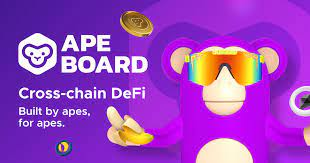 APE
BOARD
Cross-chain DeFi
Built by apes,
for apes.